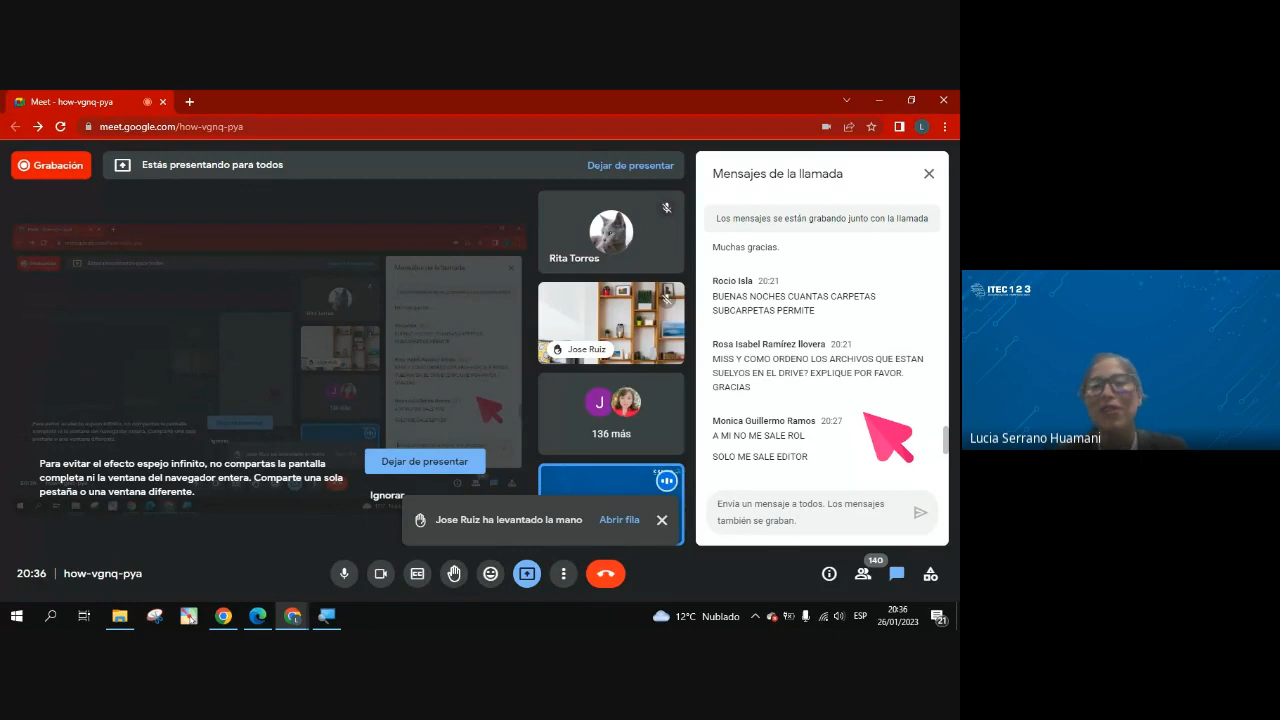 Meet - how-vgnq-pya
meet.google.com/how-vgnq-pya
L
Grabación
Estás presentando para todos
Dejar de presentar
Mensajes de la llamada
Los mensajes se están grabando junto con la llamada
Muchas gracias.
Rocio Isla 20:21
BUENAS NOCHES CUANTAS CARPETAS
SUBCARPETAS PERMITE
Rosa Isabel Ramírez llovera 20:21
MISS Y COMO ORDENO LOS ARCHIVOS QUE ESTAN
SUELYOS EN EL DRIVE? EXPLIQUE POR FAVOR.
GRACIAS
Monica Guillermo Ramos 20:27
A MI NO ME SALE ROL
SOLO ME SALE EDITOR
Envía un mensaje a todos. Los mensajes
también se graban.
Rita Torres
Jose Ruiz
J
136 más
Para evitar el efecto espejo infinito, no compartas la pantalla
completa ni la ventana del navegador entera. Comparte una sola
pestaña o una ventana diferente.
Dejar de presentar
Ignorar
Jose Ruiz ha levantado la mano
Abrir fila
20:36 | how-vgnq-pya
140
12°C Nublado
ESP
20:36
26/01/2023
21
ITEC 1 2 3
Lucia Serrano Huamani